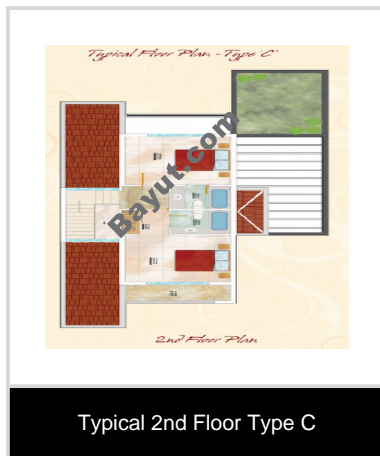 Typical Floor Plan - Type 'C'
Bayut.com
2nd Floor Plan
Typical 2nd Floor Type C